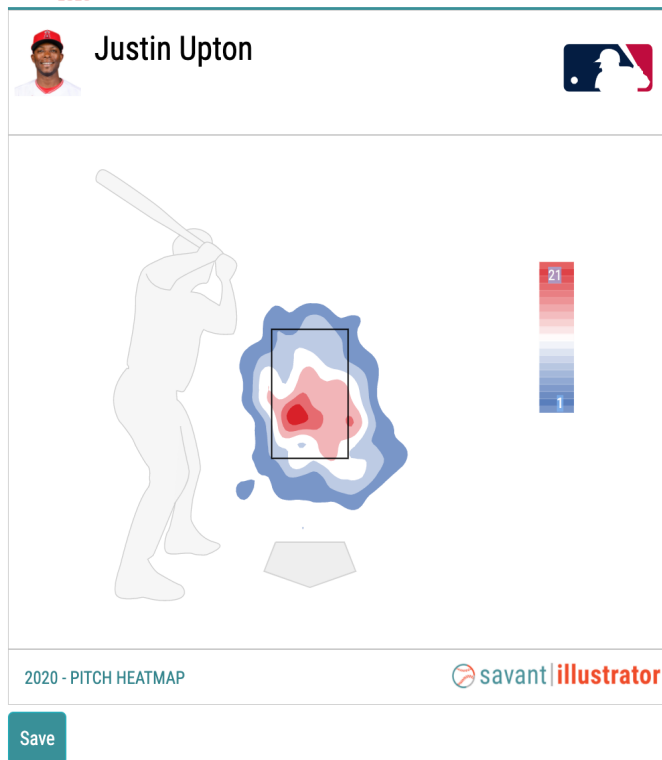 Justin Upton
21
1
2020 - PITCH HEATMAP
savant|illustrator
Save